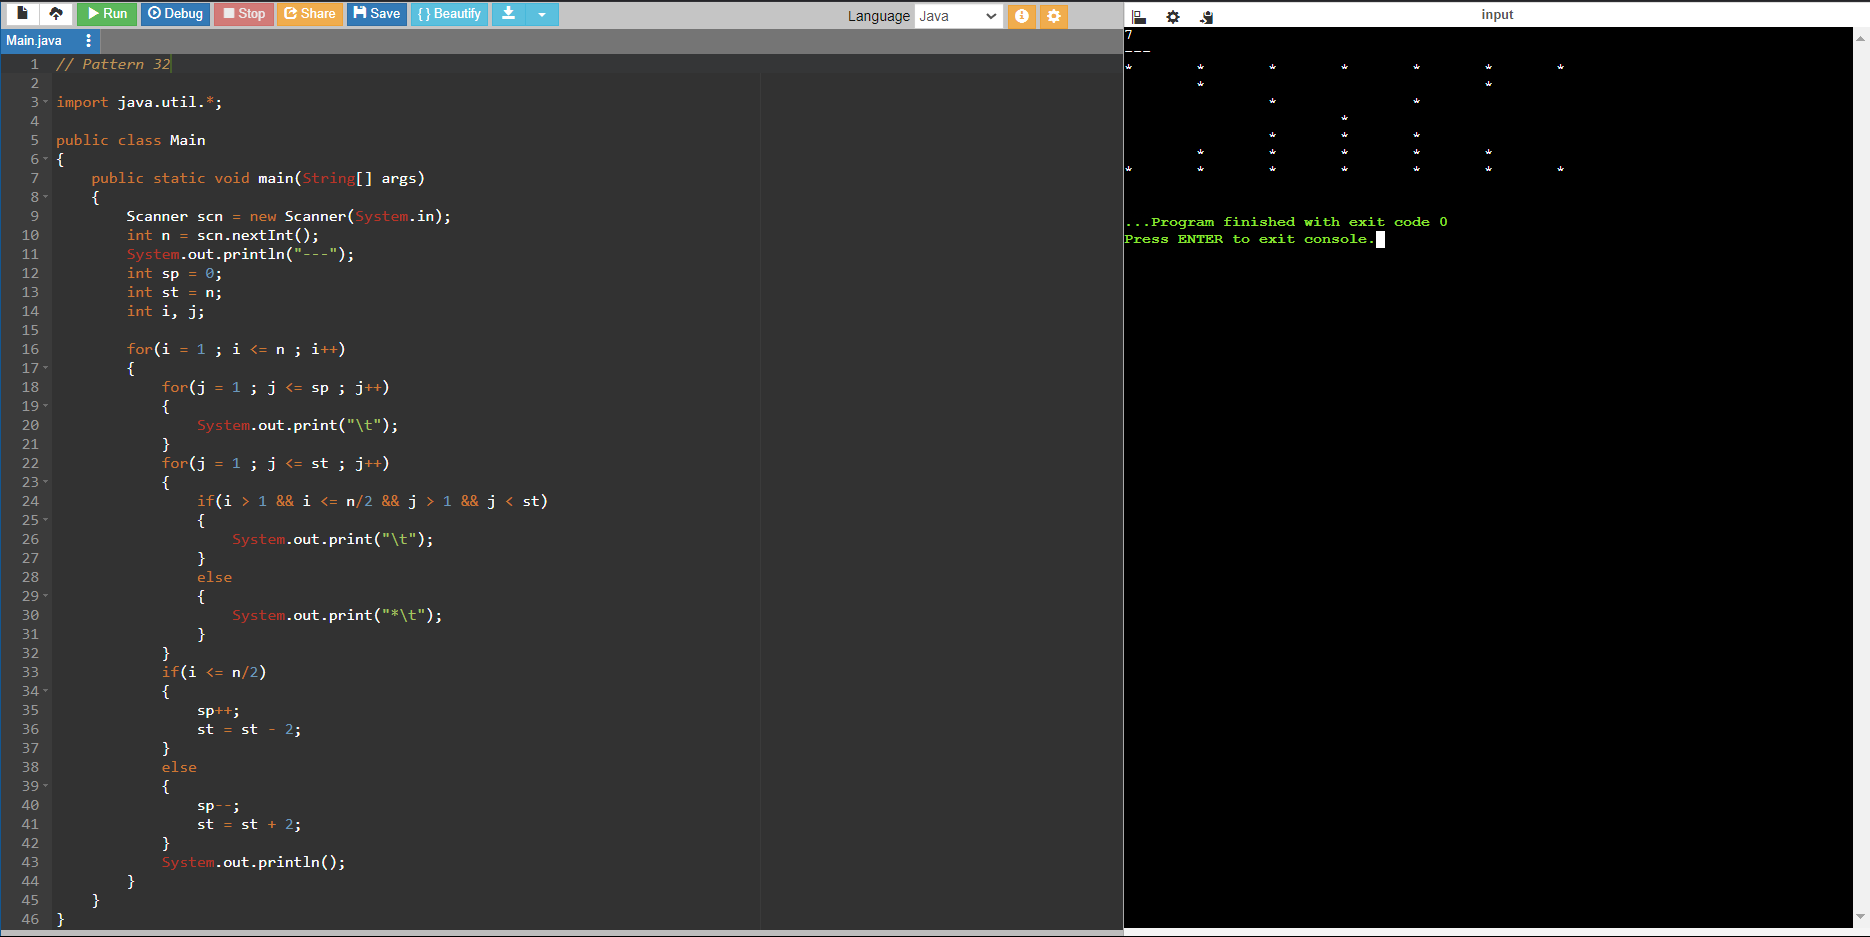 Run Debug Stop Share Save { } Beautify Language Java
input
Main.java
1 // Pattern 32
2
3 import java.util.*;
4
5 public class Main
6 {
7 public static void main(String[] args)
8 {
9 Scanner scn = new Scanner(System.in);
10 int n = scn.nextInt();
11 System.out.println("---");
12 int sp = 0;
13 int st = n;
14 int i, j;
15
16 for(i = 1 ; i <= n ; i++)
17 {
18 for(j = 1 ; j <= sp ; j++)
19 {
20 System.out.print("\t");
21 }
22 for(j = 1 ; j <= st ; j++)
23 {
24 if(i > 1 && i <= n/2 && j > 1 && j < st)
25 {
26 System.out.print("\t");
27 }
28 else
29 {
30 System.out.print("*\t");
31 }
32 }
33 if(i <= n/2)
34 {
35 sp++;
36 st = st - 2;
37 }
38 else
39 {
40 sp--;
41 st = st + 2;
42 }
43 System.out.println();
44 }
45 }
46 }
7
---
* * * * * * *
* *
* *
*
* * *
* * * * *
* * * * * * *
...Program finished with exit code 0
Press ENTER to exit console.